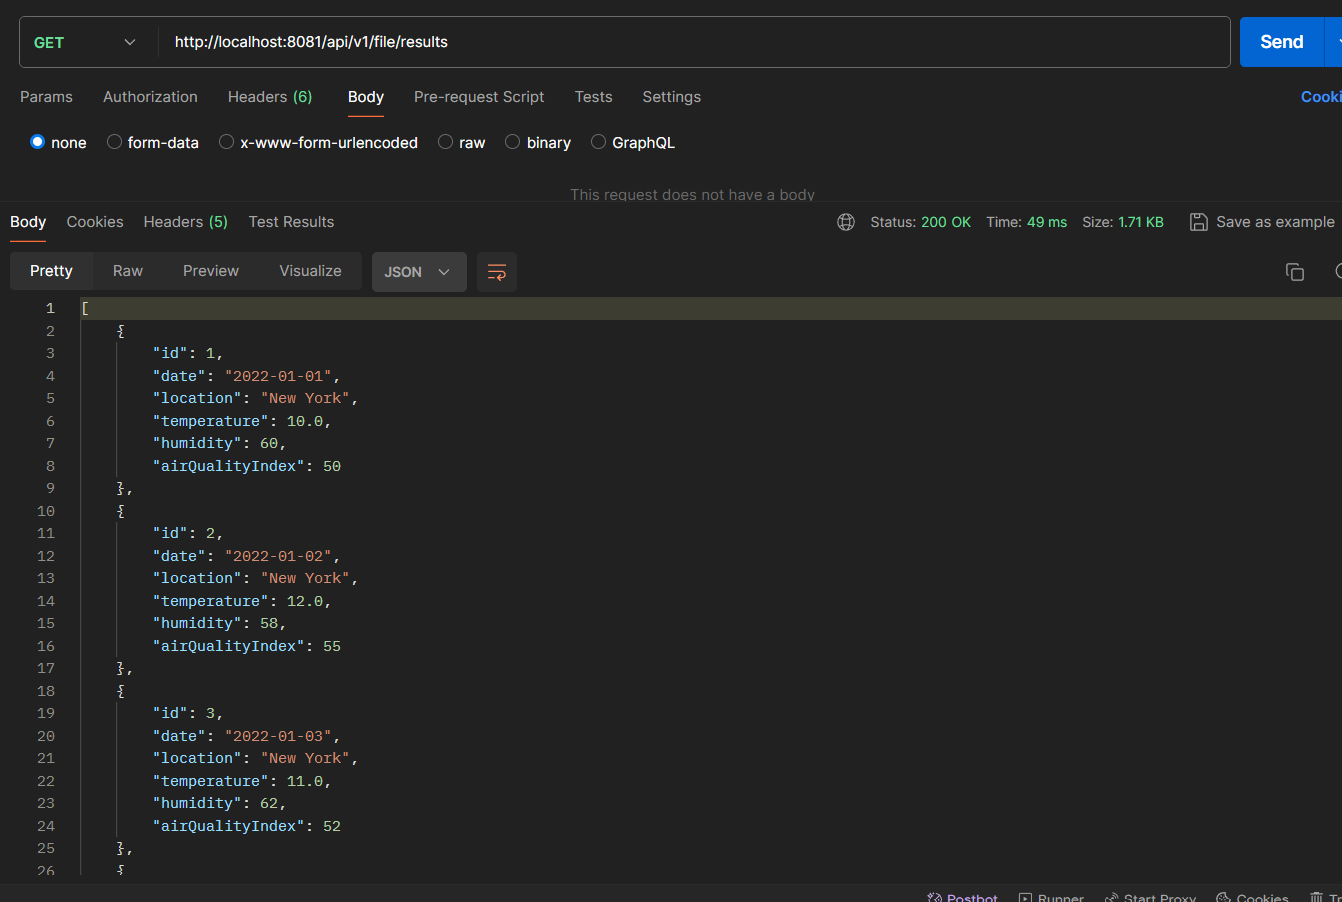 GET http://localhost:8081/api/v1/file/results Send
Params Authorization Headers (6) Body Pre-request Script Tests Settings Cooki
none form-data x-www-form-urlencoded raw binary GraphQL
This request does not have a body
Body Cookies Headers (5) Test Results Status: 200 OK Time: 49 ms Size: 1.71 KB Save as example
Pretty Raw Preview Visualize JSON
1 [
2 {
3 "id": 1,
4 "date": "2022-01-01",
5 "location": "New York",
6 "temperature": 10.0,
7 "humidity": 60,
8 "airQualityIndex": 50
9 },
10 {
11 "id": 2,
12 "date": "2022-01-02",
13 "location": "New York",
14 "temperature": 12.0,
15 "humidity": 58,
16 "airQualityIndex": 55
17 },
18 {
19 "id": 3,
20 "date": "2022-01-03",
21 "location": "New York",
22 "temperature": 11.0,
23 "humidity": 62,
24 "airQualityIndex": 52
25 },
26 {
Postbot Runner Start Proxy Cookies